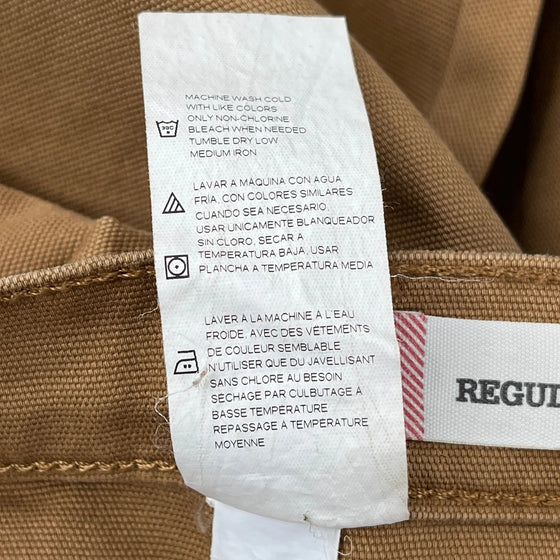 MACHINE WASH COLD
WITH LIKE COLORS
ONLY NON-CHLORINE
BLEACH WHEN NEEDED
TUMBLE DRY LOW
MEDIUM IRON
30C
LAVAR A MÁQUINA CON AGUA
FRÍA, CON COLORES SIMILARES
CUANDO SEA NECESARIO,
USAR UNICAMENTE BLANQUEADOR
SIN CLORO, SECAR A
TEMPERATURA BAJA, USAR
PLANCHA A TEMPERATURA MEDIA
LAVER À LA MACHINE À L'EAU
FROIDE, AVEC DES VÊTEMENTS
DE COULEUR SEMBLABLE
N'UTILISER QUE DU JAVELLISANT
SANS CHLORE AU BESOIN
SÉCHAGE PAR CULBUTAGE À
BASSE TEMPÉRATURE
REPASSAGE À TEMPÉRATURE
MOYENNE
REGUL